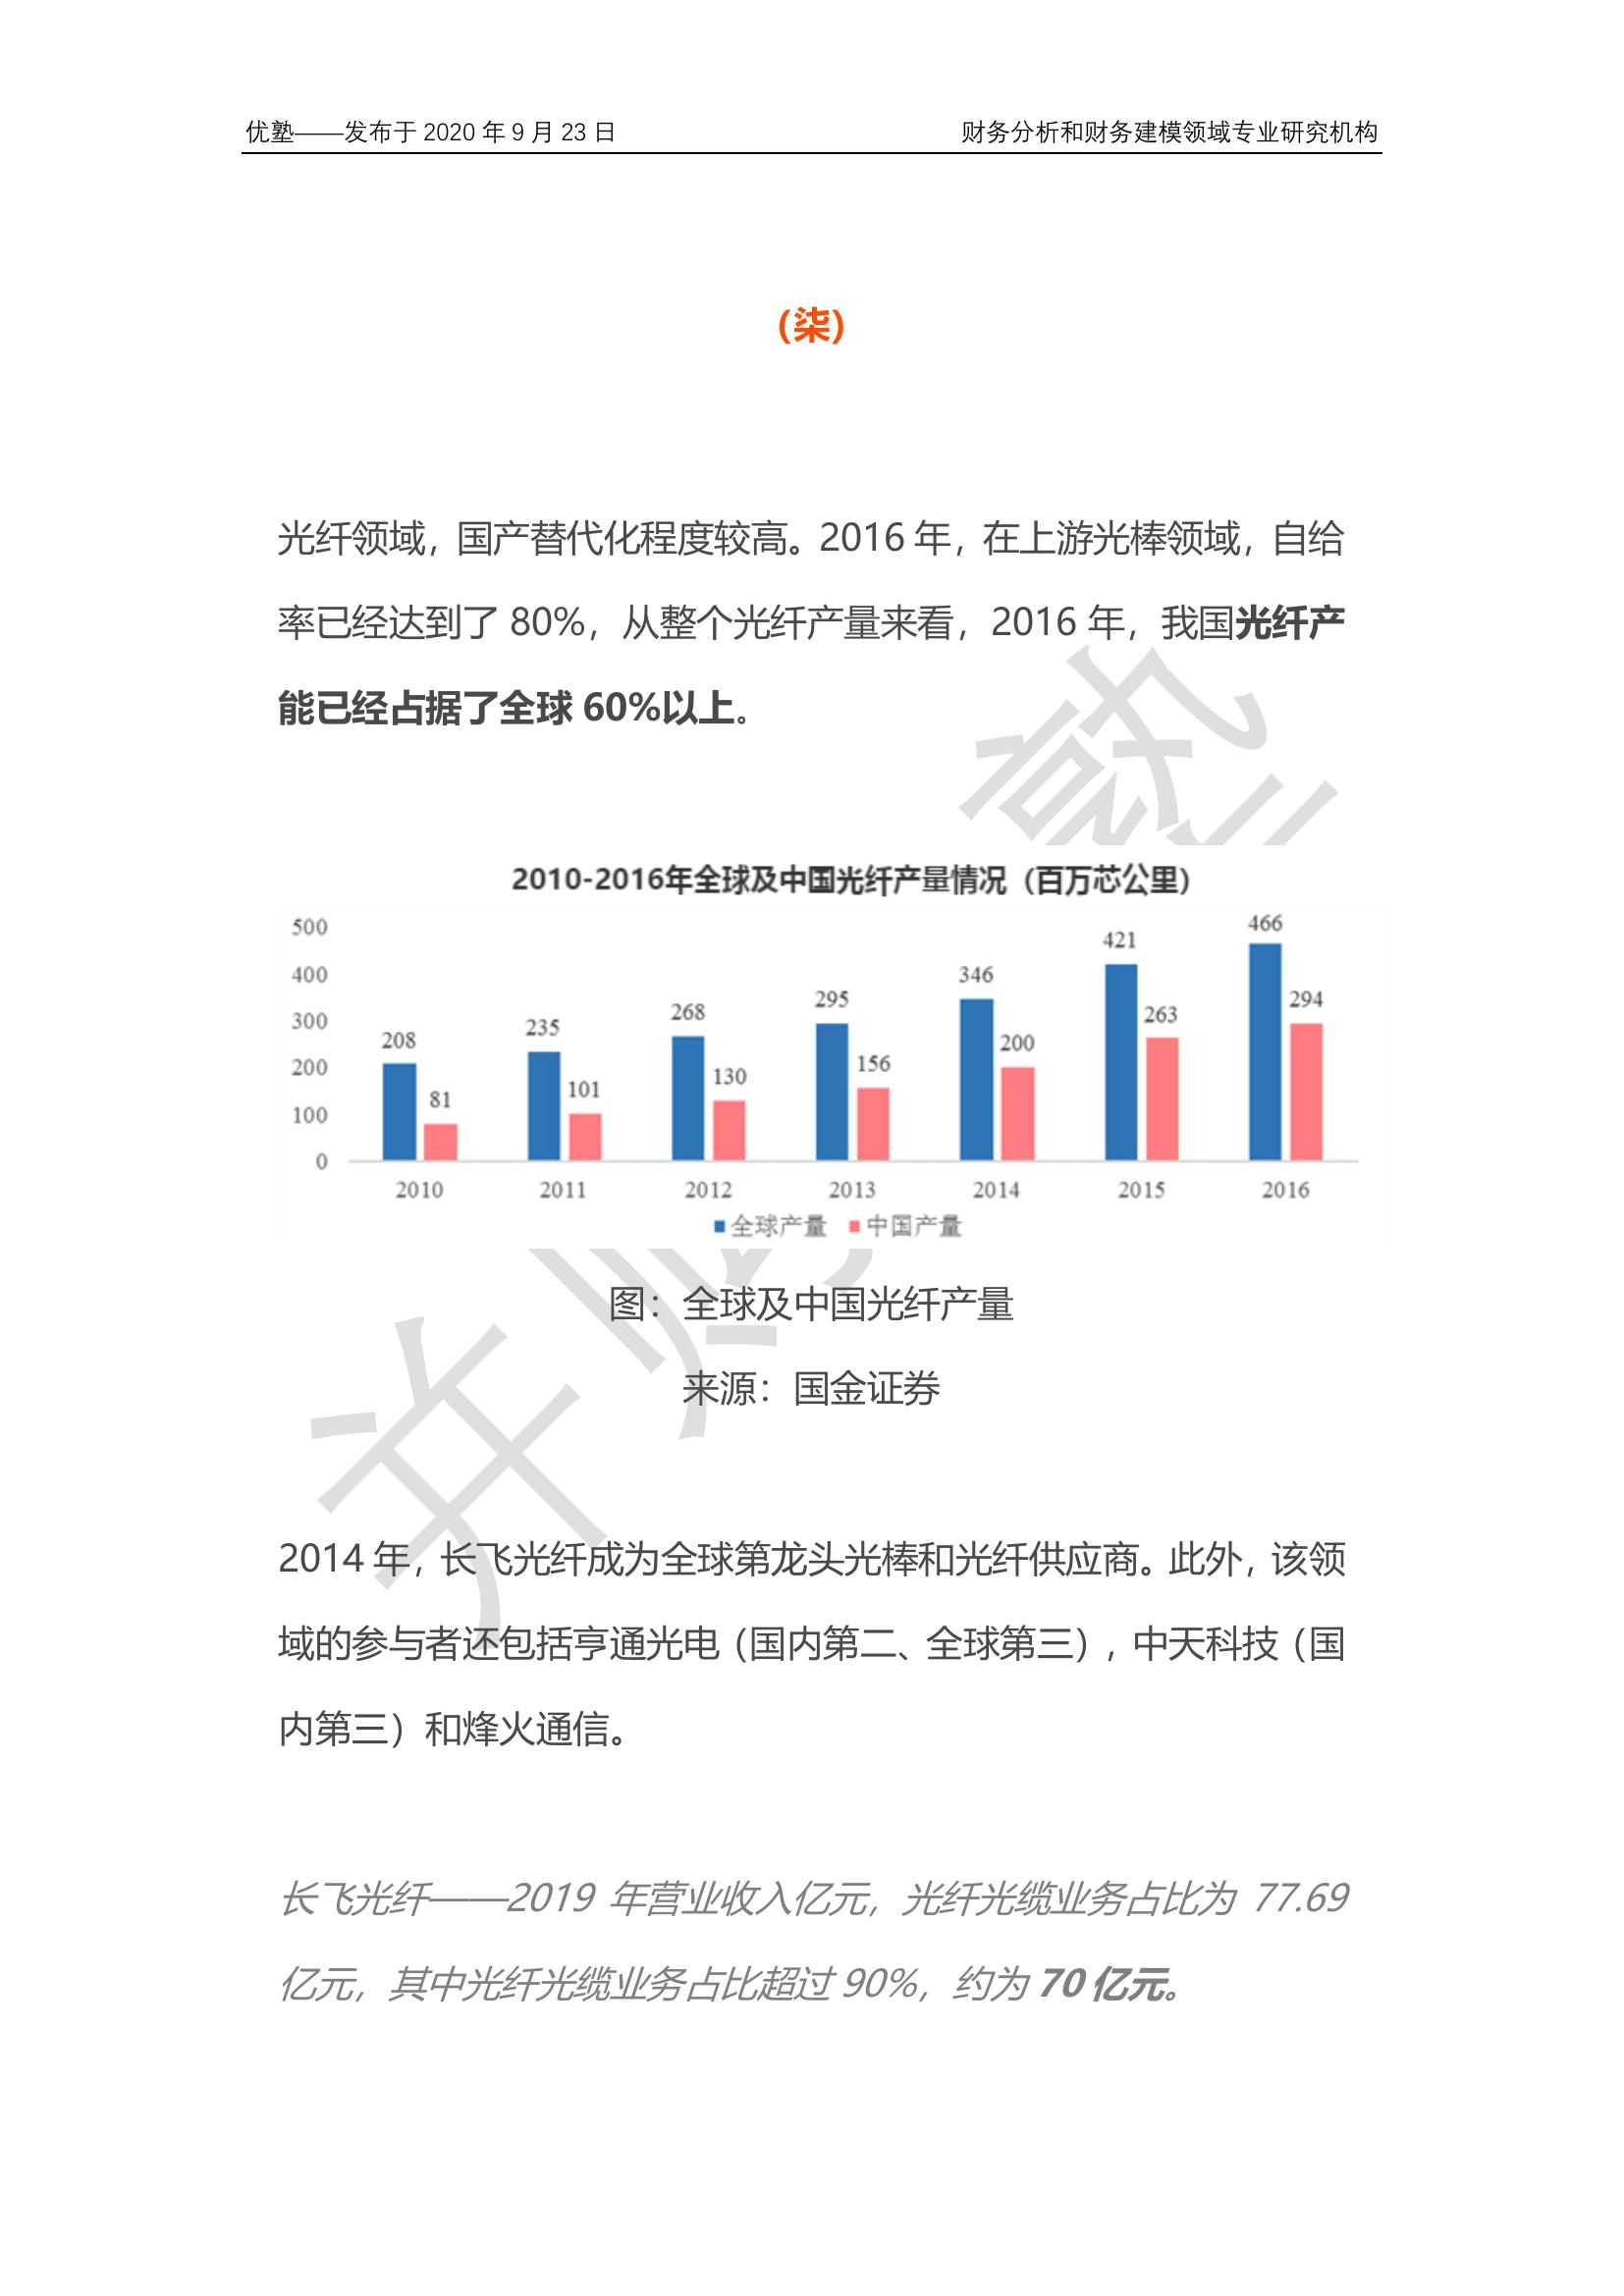 优塾——发布于 2020 年 9 月 23 日
财务分析和财务建模领域专业研究机构
(柒)
光纤领域，国产替代化程度较高。2016 年，在上游光棒领域，自给
率已经达到了 80%，从整个光纤产量来看，2016 年，我国光纤产
能已经占据了全球 60%以上。
2010-2016年全球及中国光纤产量情况（百万芯公里）
500
400
300
200
100
0
208
81
235
101
268
130
295
156
346
200
421
263
466
294
2010
2011
2012
2013
2014
2015
2016
全球产量
中国产量
图：全球及中国光纤产量
来源：国金证券
2014 年，长飞光纤成为全球第龙头光棒和光纤供应商。此外，该领
域的参与者还包括亨通光电（国内第二、全球第三），中天科技（国
内第三）和烽火通信。
长飞光纤——2019 年营业收入亿元，光纤光缆业务占比为 77.69
亿元，其中光纤光缆业务占比超过 90%，约为 70 亿元。